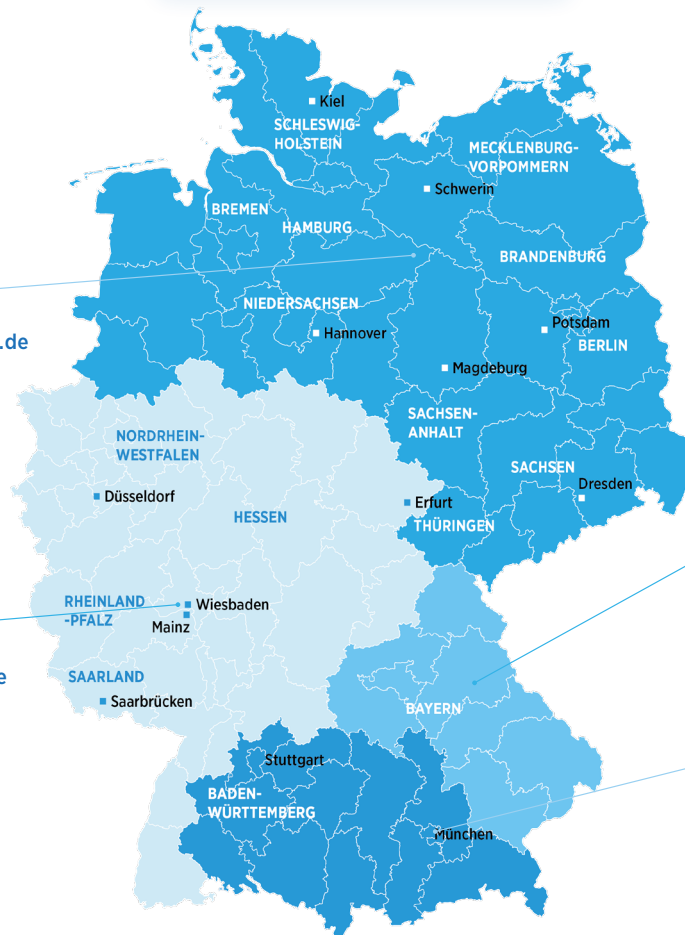 Kiel
SCHLESWIG-
HOLSTEIN
MECKLENBURG-
VORPOMMERN
Schwerin
BREMEN
HAMBURG
BRANDENBURG
NIEDERSACHSEN
Hannover
Potsdam
BERLIN
.de
Magdeburg
SACHSEN-
ANHALT
NORDRHEIN-
WESTFALEN
SACHSEN
Dresden
Düsseldorf
Erfurt
HESSEN
THÜRINGEN
RHEINLAND
-PFALZ
Wiesbaden
Mainz
e
SAARLAND
Saarbrücken
BAYERN
Stuttgart
BADEN-
WÜRTTEMBERG
München